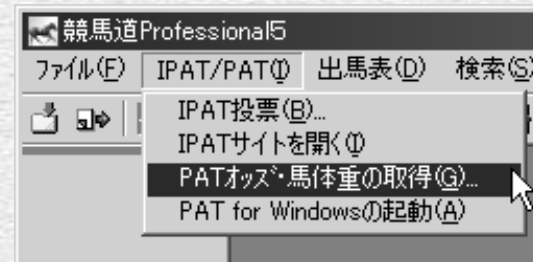 競馬道Professional5
ファイル(F) IPAT/PAT(I) 出馬表(D) 検索(S)
IPAT投票(B)...
IPATサイトを開く(I)
PATオッズ・馬体重の取得(G)...
PAT for Windowsの起動(A)